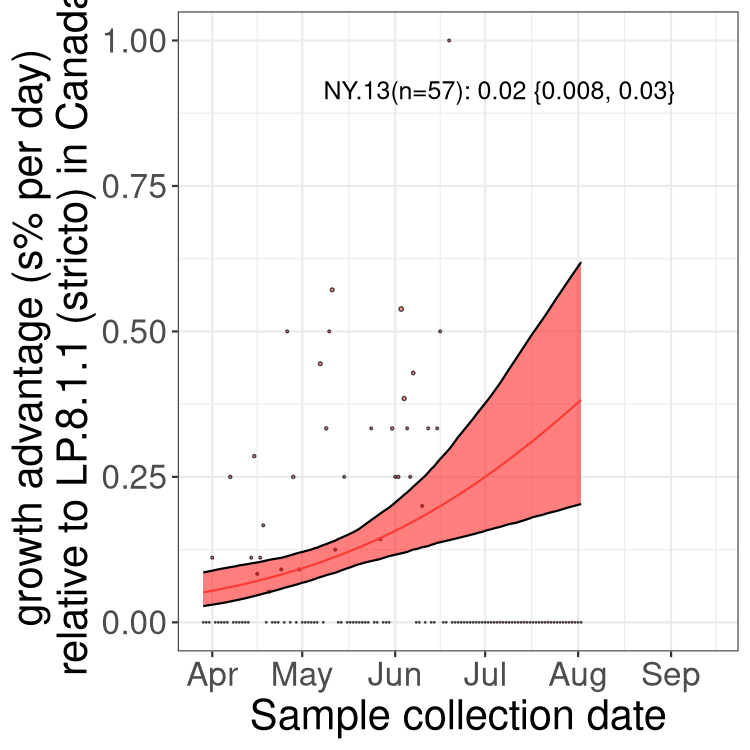 1.00
NY.13(n=57): 0.02 {0.008, 0.03}
0.75
0.50
0.25
0.00
growth advantage (s% per day)
relative to LP.8.1.1 (stricto) in Canada
Apr May Jun Jul Aug Sep
Sample collection date